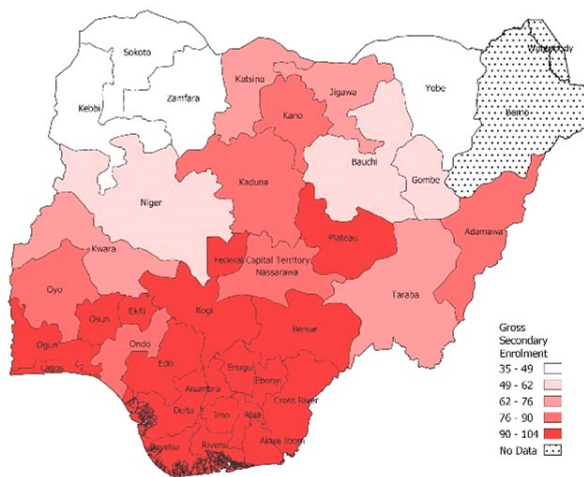 Sokoto
Katsina
Jigawa
Yobe
Borno
Kebbi
Zamfara
Kano
Bauchi
Gombe
Kaduna
Niger
Plateau
Adamawa
Federal Capital Territory
Nassarawa
Kwara
Taraba
Oyo
Kogi
Benue
Osun
Ekiti
Ogun
Ondo
Edo
Lagos
Enugu
Ebonyi
Anambra
Cross River
Delta
Imo
Abia
Bayelsa
Rivers
Akwa Ibom
Gross
Secondary
Enrolment
35 - 49
49 - 62
62 - 76
76 - 90
90 - 104
No Data